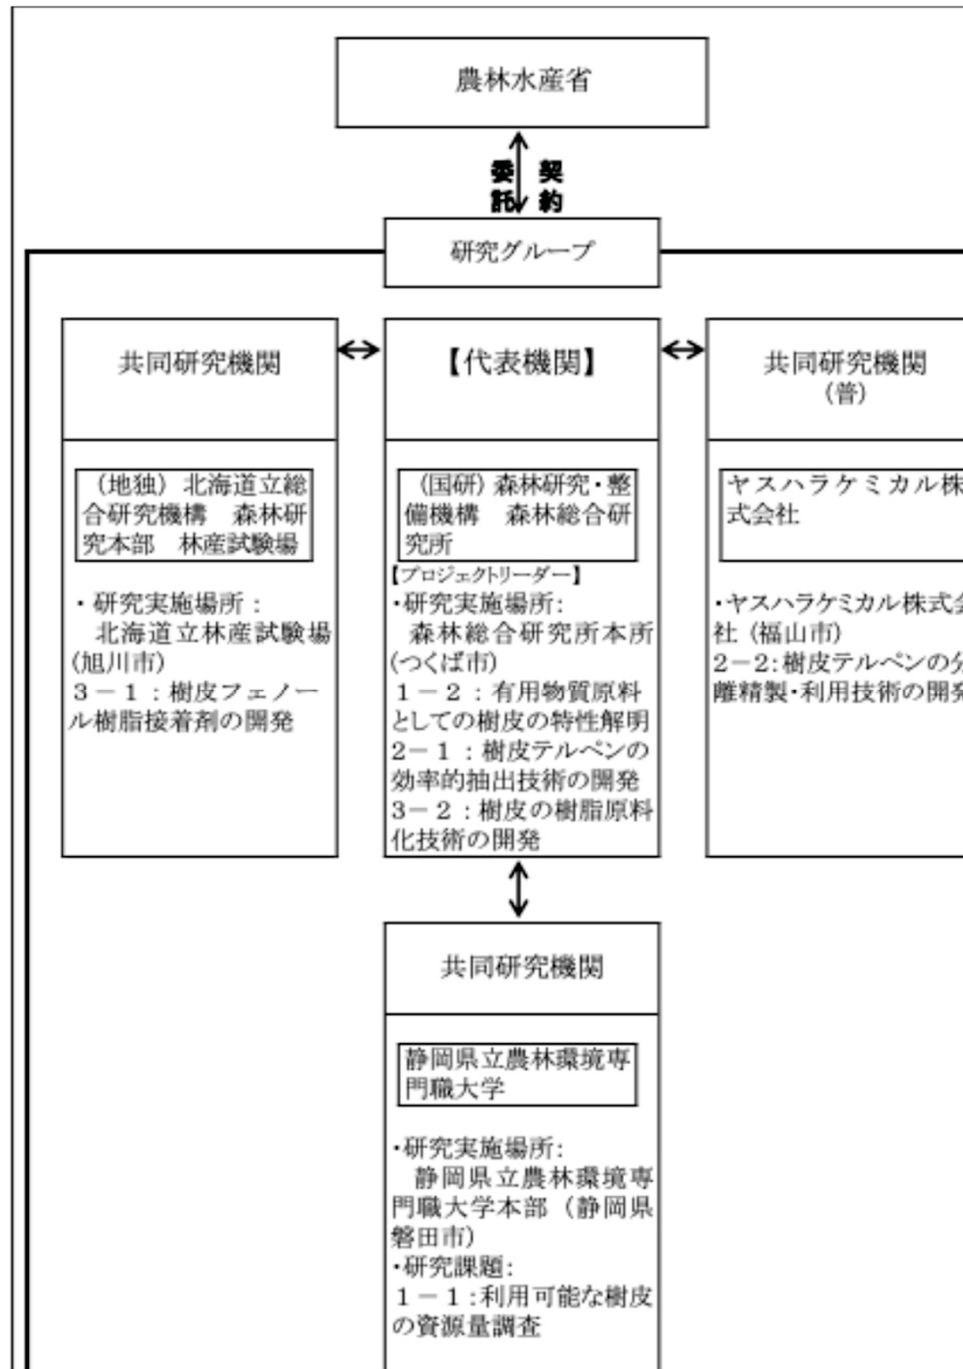 農林水産省
委託 契約
研究グループ
共同研究機関
(地独) 北海道立総
合研究機構 森林研
究本部 林産試験場
・研究実施場所:
北海道立林産試験場
(旭川市)
3-1:樹皮フェノー
ル樹脂接着剤の開発
【代表機関】
(国研) 森林研究・整
備機構 森林総合研
究所
【プロジェクトリーダー】
・研究実施場所:
森林総合研究所本所
(つくば市)
1-2:有用物質原料
としての樹皮の特性解明
2-1:樹皮テルペンの
効率的抽出技術の開発
3-2:樹皮の樹脂原料
化技術の開発
共同研究機関
(普)
ヤスハラケミカル株
式会社
・ヤスハラケミカル株式会
社 (福山市)
2-2:樹皮テルペンの分
離精製・利用技術の開発
共同研究機関
静岡県立農林環境専
門職大学
・研究実施場所:
静岡県立農林環境専
門職大学本部 (静岡県
磐田市)
・研究課題:
1-1:利用可能な樹皮
の資源量調査